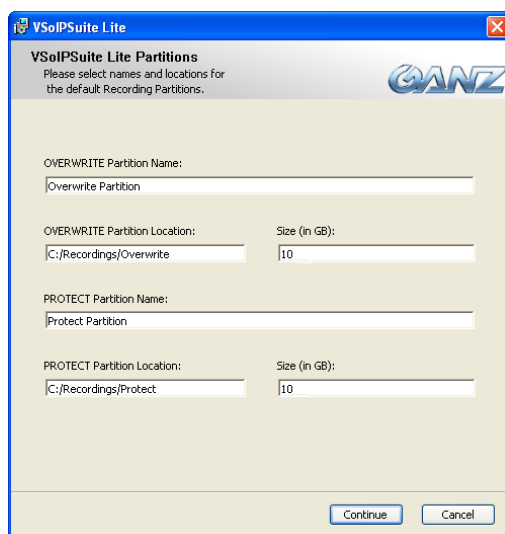 VSoIPSuite Lite
VSoIPSuite Lite Partitions
Please select names and locations for
the default Recording Partitions.
GANZ
OVERWRITE Partition Name:
Overwrite Partition
OVERWRITE Partition Location: Size (in GB):
C:/Recordings/Overwrite 10
PROTECT Partition Name:
Protect Partition
PROTECT Partition Location: Size (in GB):
C:/Recordings/Protect 10
Continue Cancel